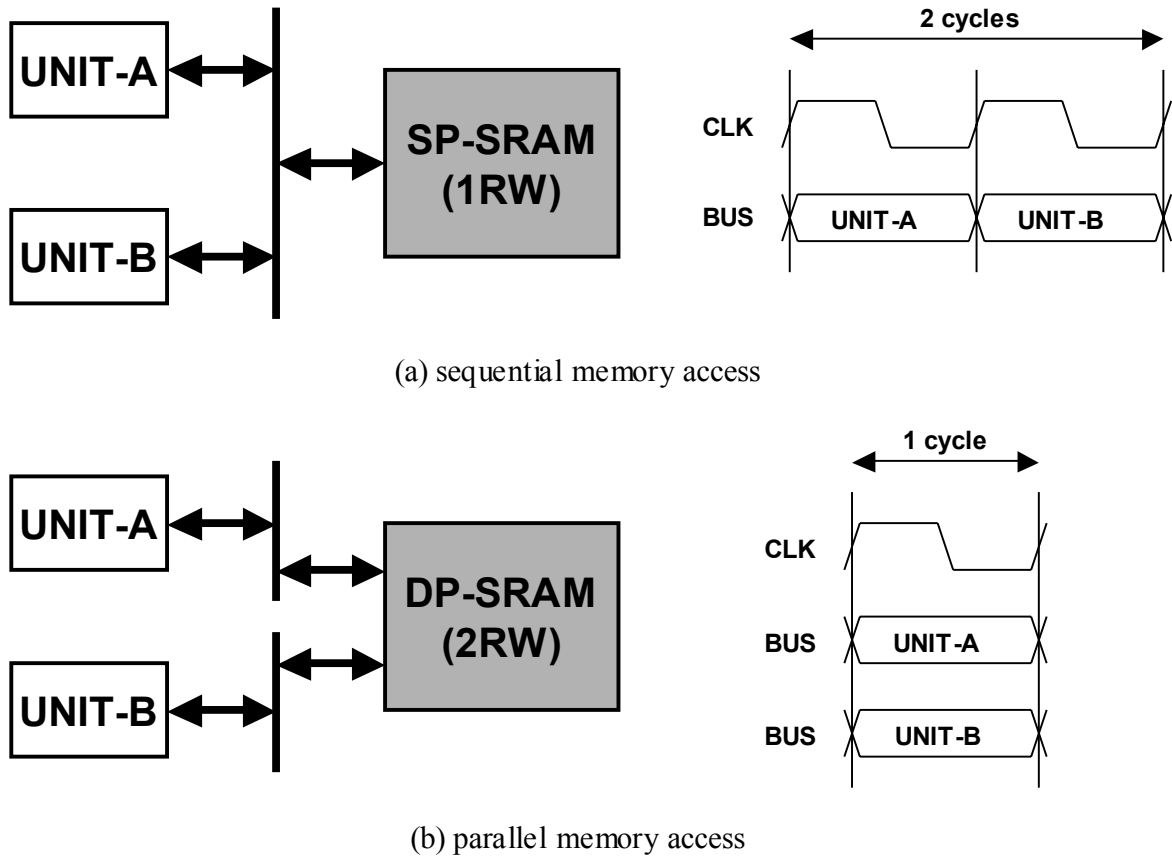 UNIT-A
UNIT-B
SP-SRAM
(1RW)
2 cycles
CLK
BUS
UNIT-A
UNIT-B
(a) sequential memory access
UNIT-A
UNIT-B
DP-SRAM
(2RW)
1 cycle
CLK
BUS
UNIT-A
BUS
UNIT-B
(b) parallel memory access